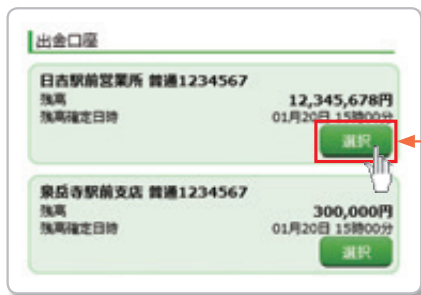 出金口座
日吉駅前営業所 普通1234567
残高 12,345,678円
残高確定日時 01月20日 15時00分
選択
泉岳寺駅前支店 普通1234567
残高 300,000円
残高確定日時 01月20日 15時00分
選択